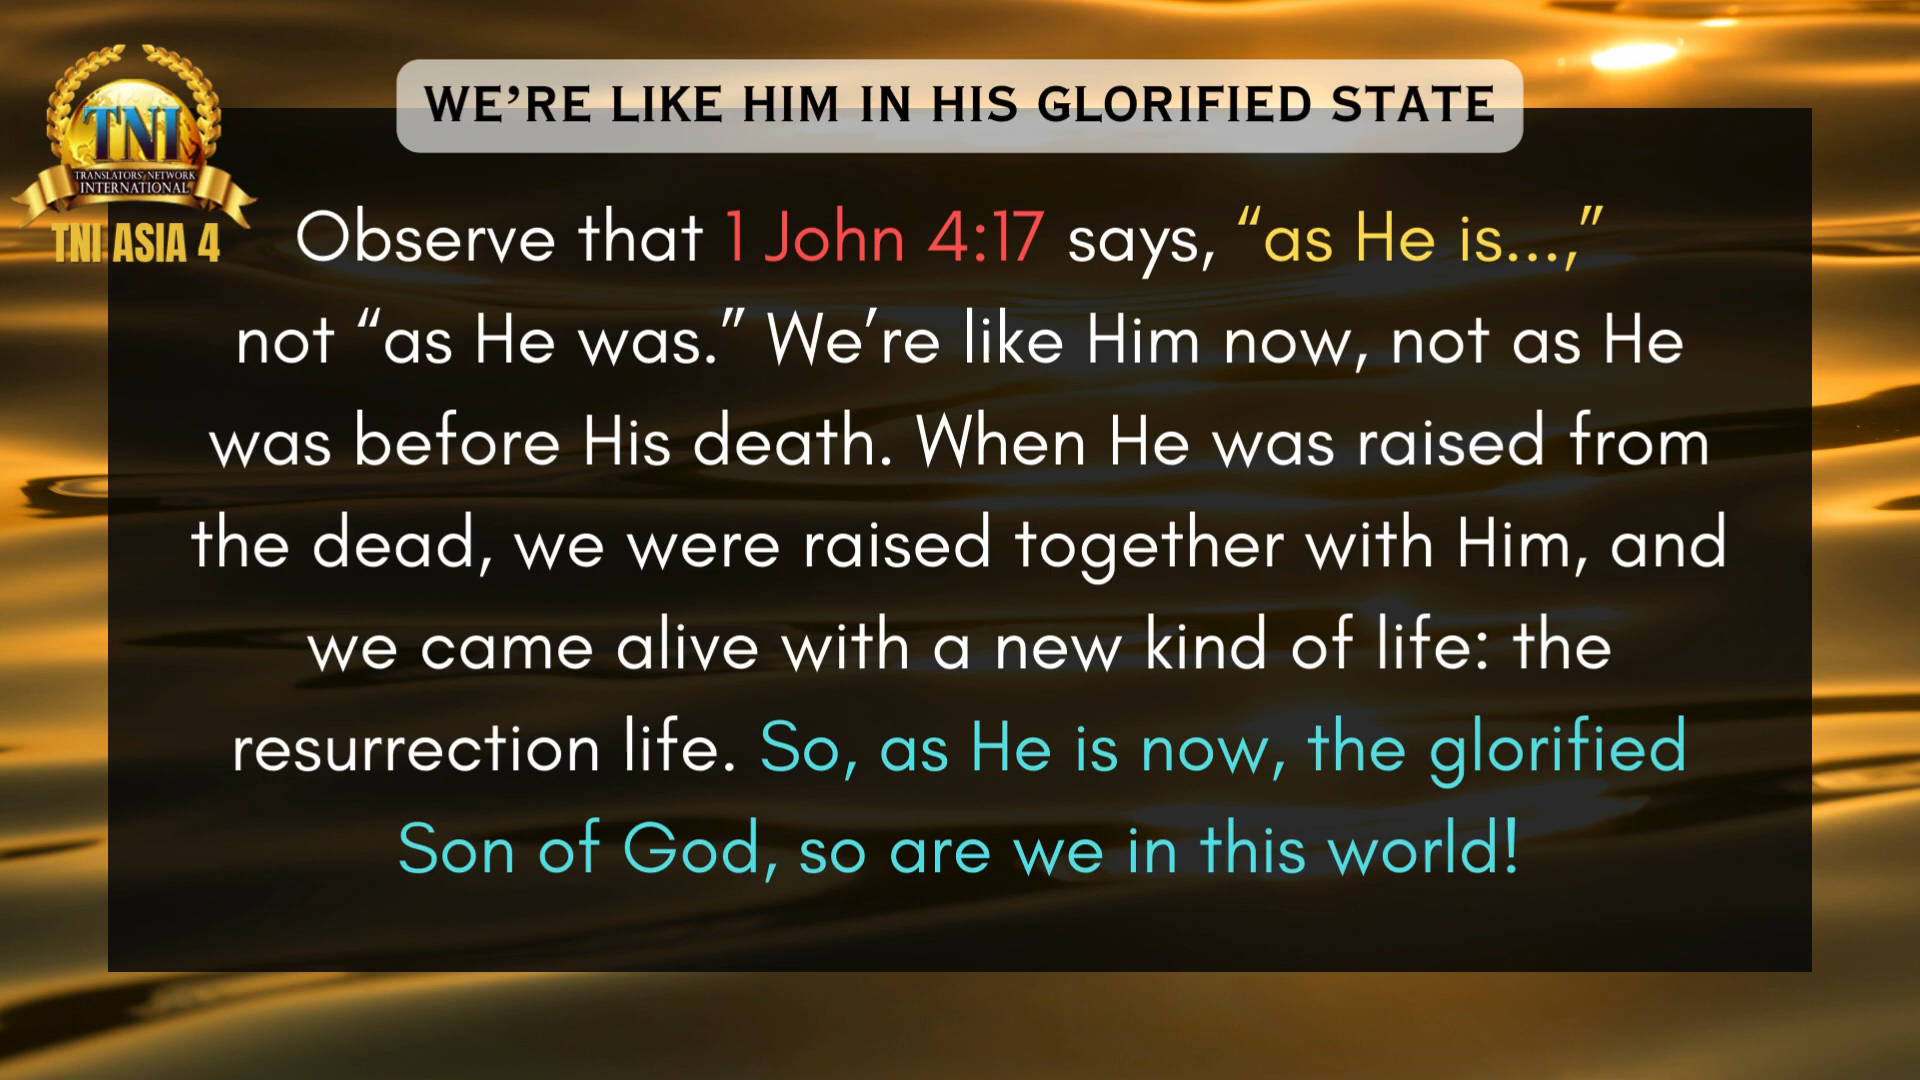 WE’RE LIKE HIM IN HIS GLORIFIED STATE
TNI
TRANSLATORS' NETWORK
INTERNATIONAL
TNI ASIA 4
Observe that 1 John 4:17 says, “as He is...,”
not “as He was.” We’re like Him now, not as He
was before His death. When He was raised from
the dead, we were raised together with Him, and
we came alive with a new kind of life: the
resurrection life. So, as He is now, the glorified
Son of God, so are we in this world!